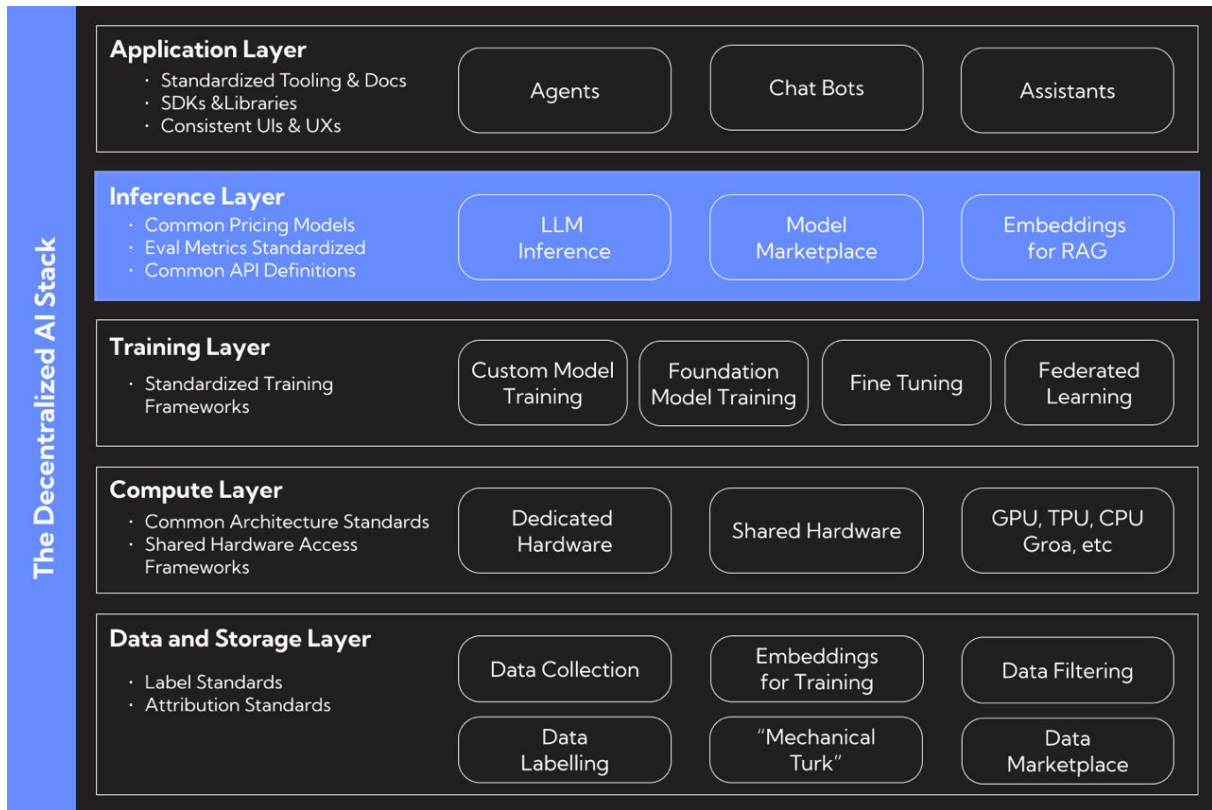 The Decentralized AI Stack
Application Layer
· Standardized Tooling & Docs
· SDKs &Libraries
· Consistent UIs & UXs
Agents
Chat Bots
Assistants
Inference Layer
· Common Pricing Models
· Eval Metrics Standardized
· Common API Definitions
LLM
Inference
Model
Marketplace
Embeddings
for RAG
Training Layer
· Standardized Training
Frameworks
Custom Model
Training
Foundation
Model Training
Fine Tuning
Federated
Learning
Compute Layer
· Common Architecture Standards
· Shared Hardware Access
Frameworks
Dedicated
Hardware
Shared Hardware
GPU, TPU, CPU
Groa, etc
Data and Storage Layer
· Label Standards
· Attribution Standards
Data Collection
Embeddings
for Training
Data Filtering
Data
Labelling
“Mechanical
Turk”
Data
Marketplace